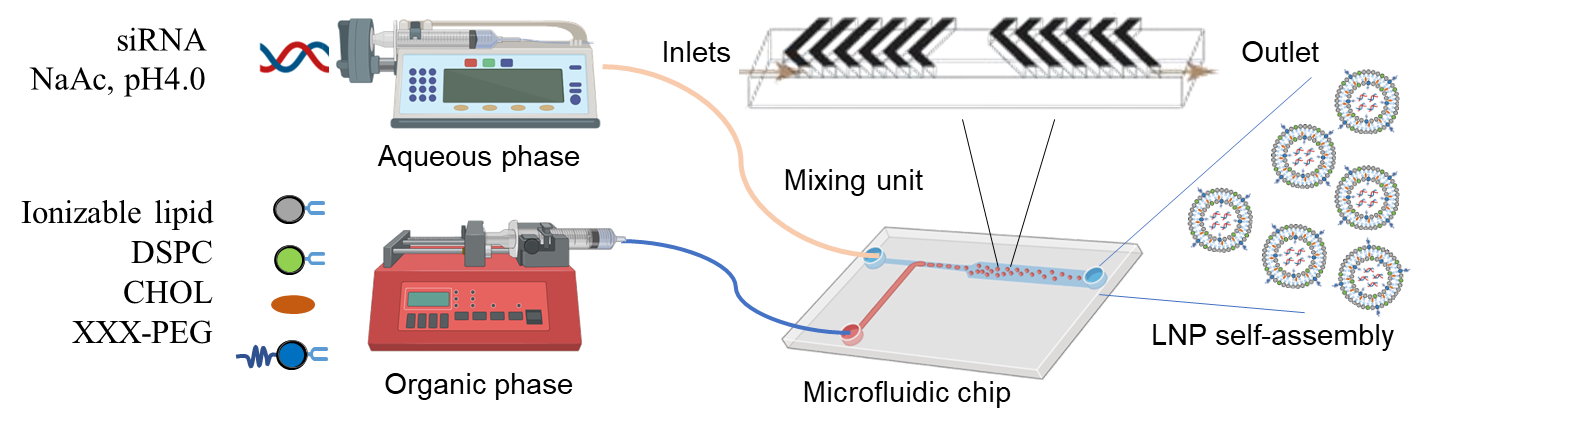 siRNA
NaAc, pH4.0
Aqueous phase
Inlets
Outlet
Mixing unit
Ionizable lipid
DSPC
CHOL
XXX-PEG
Organic phase
Microfluidic chip
LNP self-assembly